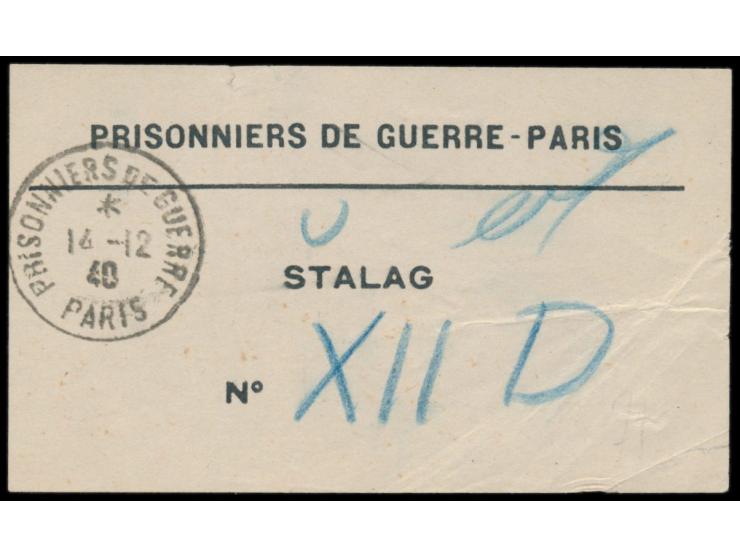 PRISONNIERS DE GUERRE - PARIS
PRISONNIERS DE GUERRE
*
14 -12
40
PARIS
STALAG
N° XII D